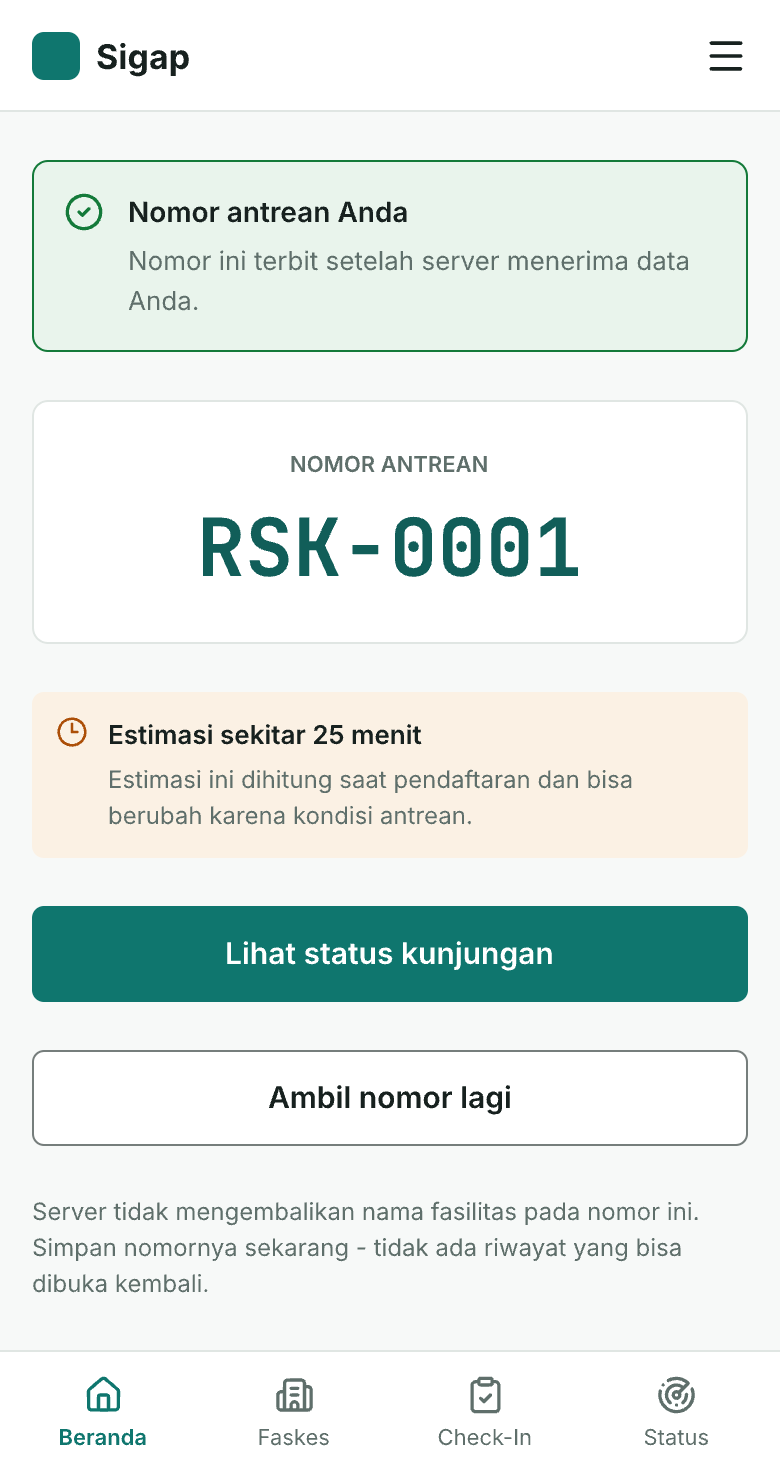 Sigap
Nomor antrean Anda
Nomor ini terbit setelah server menerima data
Anda.
NOMOR ANTREAN
RSK-0001
Estimasi sekitar 25 menit
Estimasi ini dihitung saat pendaftaran dan bisa
berubah karena kondisi antrean.
Lihat status kunjungan
Ambil nomor lagi
Server tidak mengembalikan nama fasilitas pada nomor ini.
Simpan nomornya sekarang - tidak ada riwayat yang bisa
dibuka kembali.
Beranda
Faskes
Check-In
Status